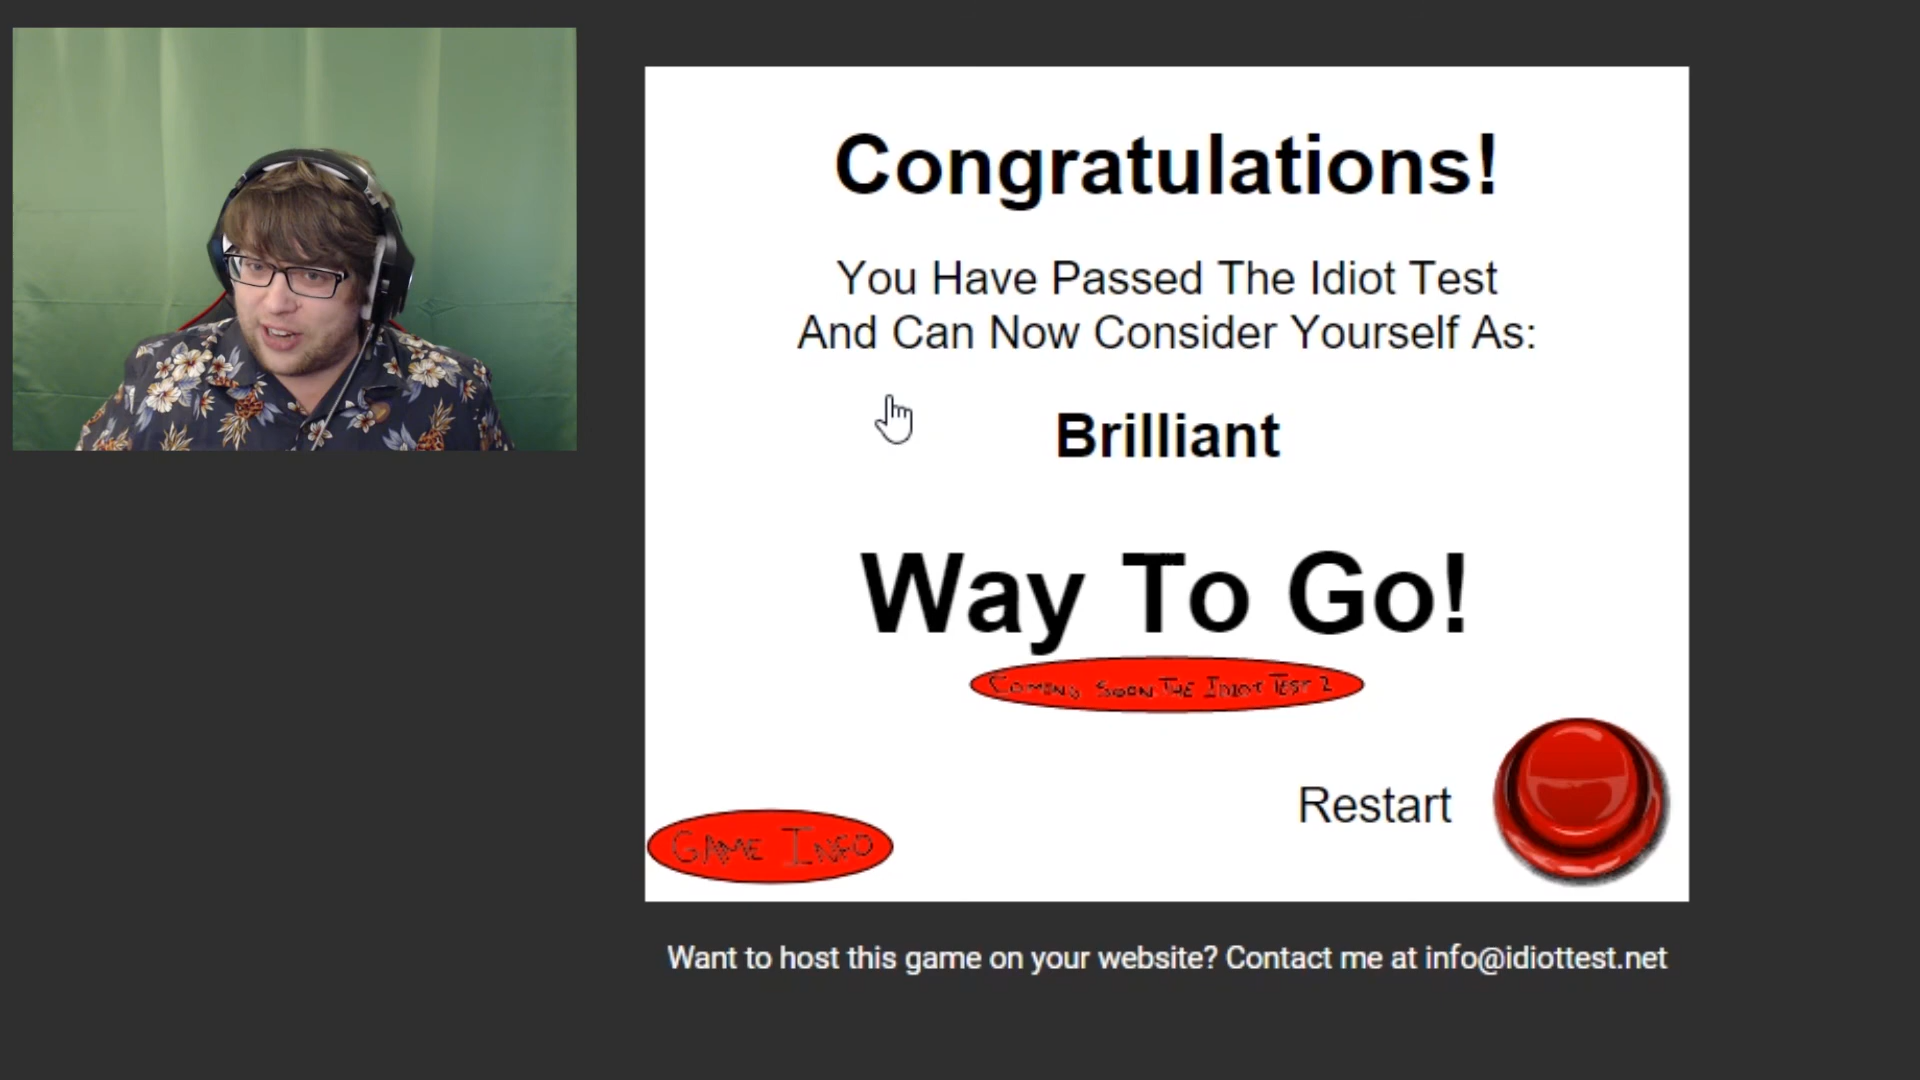 Congratulations!
You Have Passed The Idiot Test
And Can Now Consider Yourself As:
Brilliant
Way To Go!
Coming Soon The Idiot Test 2
Restart
Game Info
Want to host this game on your website? Contact me at info@idiottest.net